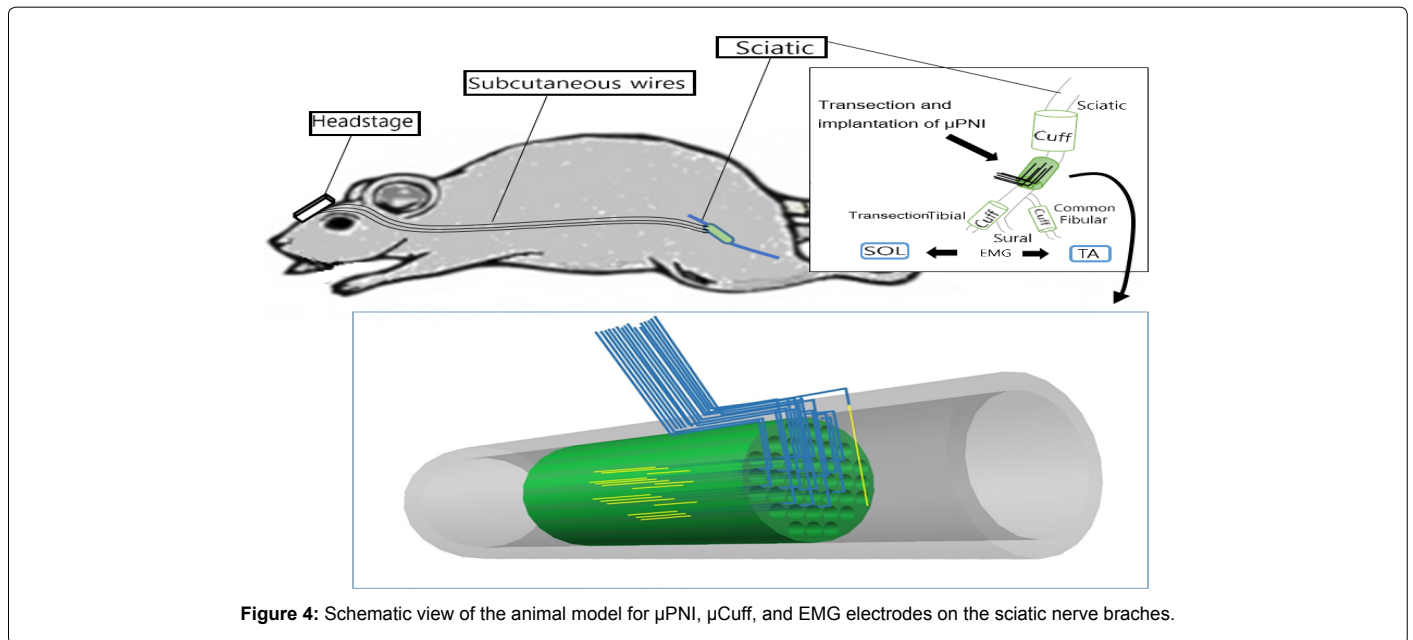 Sciatic
Subcutaneous wires
Headstage
Sciatic
Transection and
implantation of µPNI
Cuff
TransectionTibial
Cuff
Cuff
Common
Fibular
Sural
SOL
EMG
TA
Figure 4: Schematic view of the animal model for µPNI, µCuff, and EMG electrodes on the sciatic nerve braches.